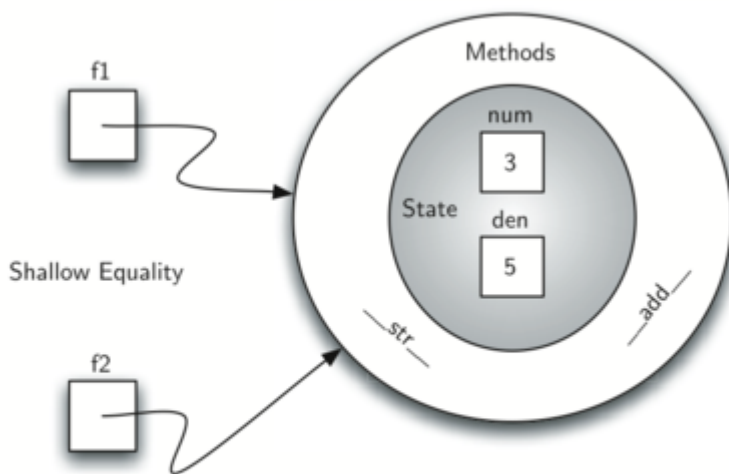 Methods
f1
num
3
State
den
5
Shallow Equality
__str__
__add__
f2